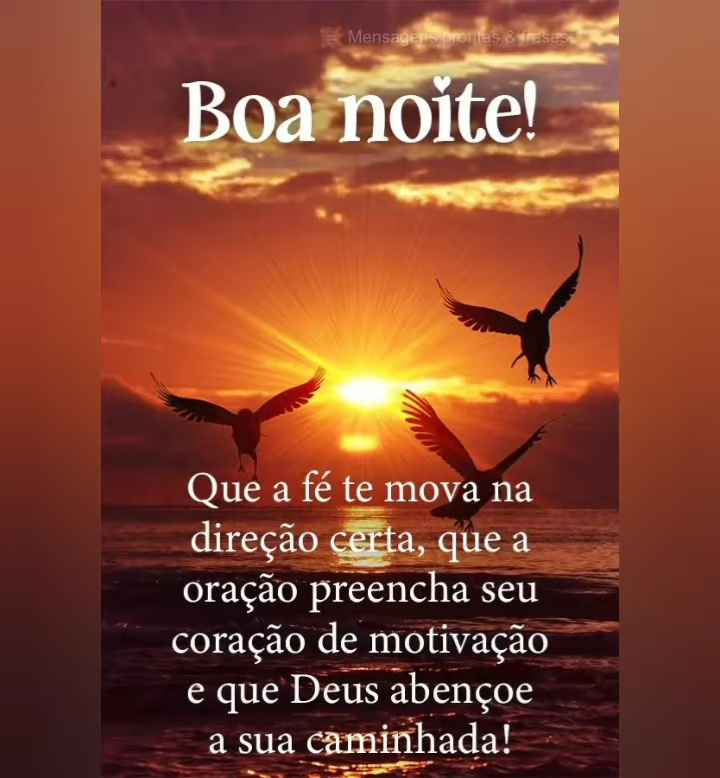 Mensagens prontas & frases
Boa noite!
Que a fé te mova na
direção certa, que a
oração preencha seu
coração de motivação
e que Deus abençoe
a sua caminhada!